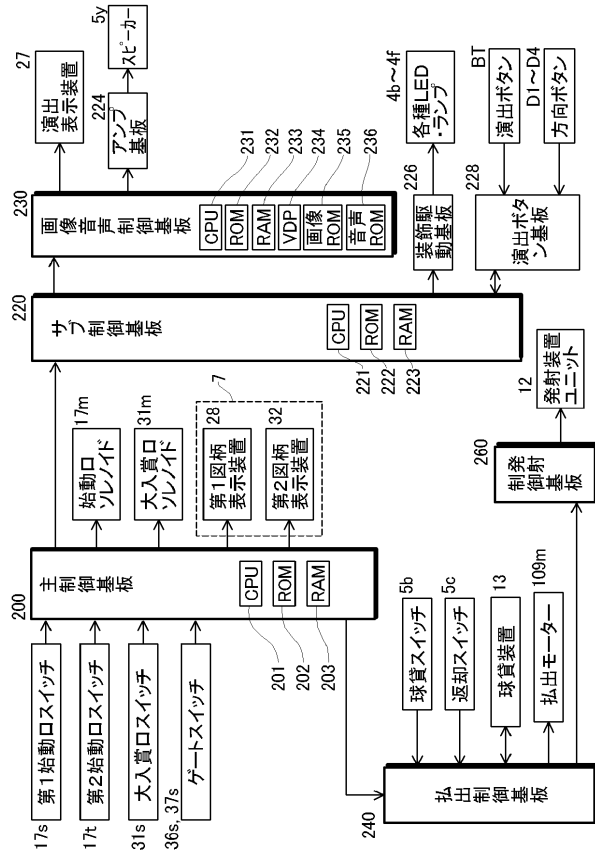 17s
第1始動口スイッチ
17t
第2始動口スイッチ
31s
大入賞口スイッチ
36s, 37s
ゲートスイッチ
200
主制御基板
CPU
201
ROM
202
RAM
203
17m
始動口
ソレノイド
31m
大入賞口
ソレノイド
7
28
第1図柄
表示装置
32
第2図柄
表示装置
220
サブ制御基板
CPU
221
ROM
222
RAM
223
230
画像音声制御基板
CPU
231
ROM
232
RAM
233
VDP
234
画像
ROM
235
音声
ROM
236
27
演出
表示装置
224
アンプ
基板
5y
スピーカー
226
装飾駆
動基板
4b～4f
各種LED
・ランプ
228
演出ボタ
ン基板
BT
演出ボタン
D1～D4
方向ボタン
240
払出制御基板
5b
球貸スイッチ
5c
返却スイッチ
13
球貸装置
109m
払出モーター
260
制発
御射
基
板
12
発射装置
ユニット